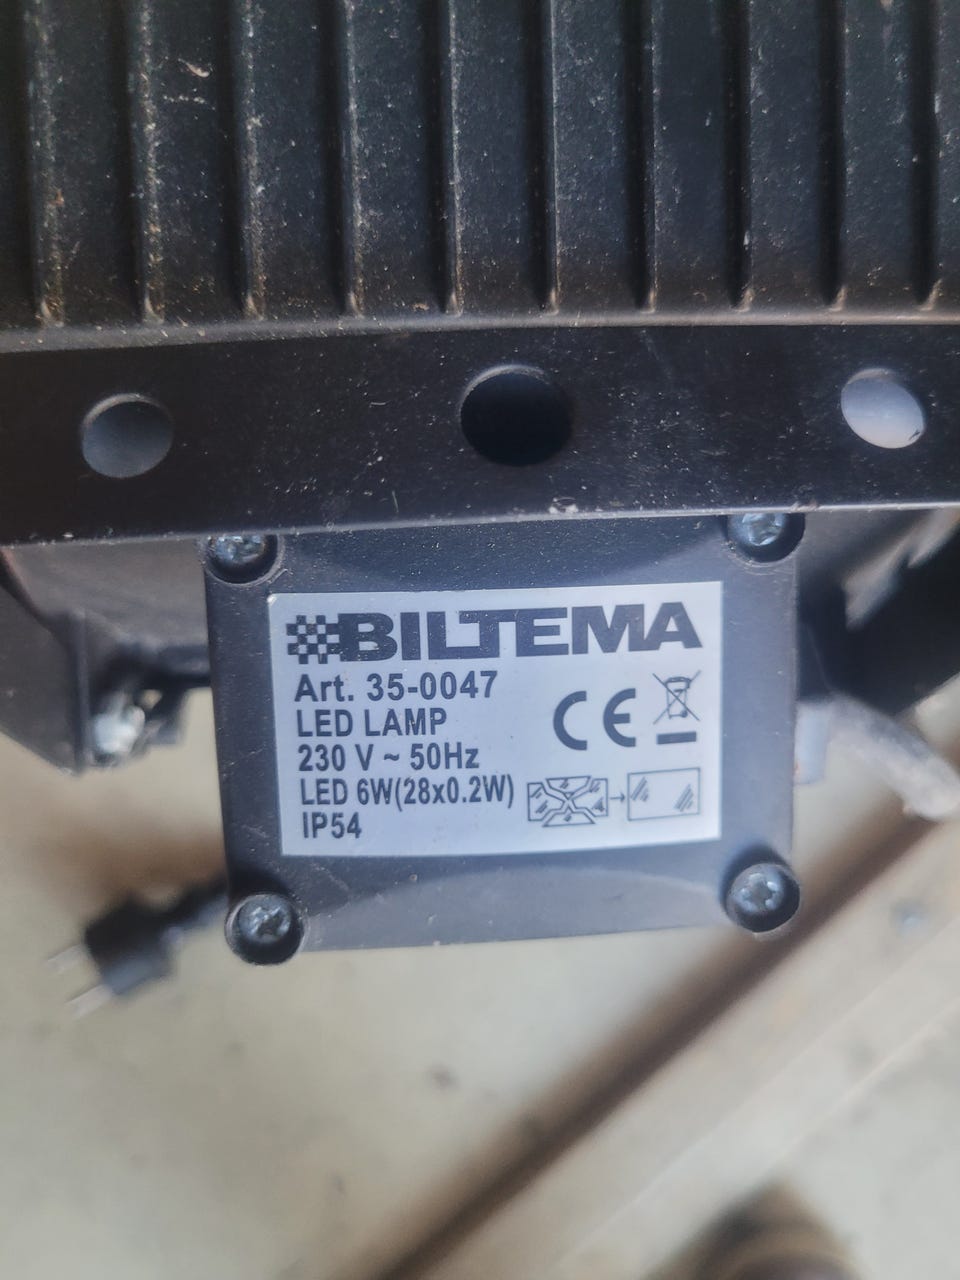 BILTEMA
Art. 35-0047
LED LAMP
230 V ~ 50Hz
LED 6W(28x0.2W)
IP54
CE